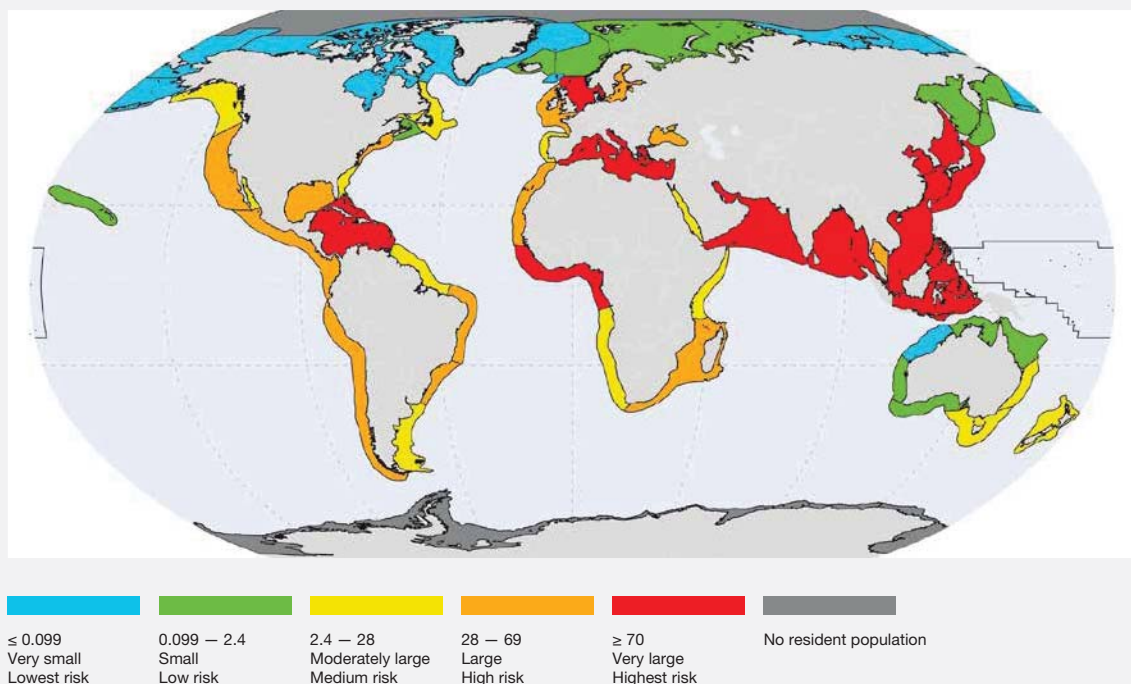 ≤ 0.099
Very small
Lowest risk
0.099 — 2.4
Small
Low risk
2.4 — 28
Moderately large
Medium risk
28 — 69
Large
High risk
≥ 70
Very large
Highest risk
No resident population